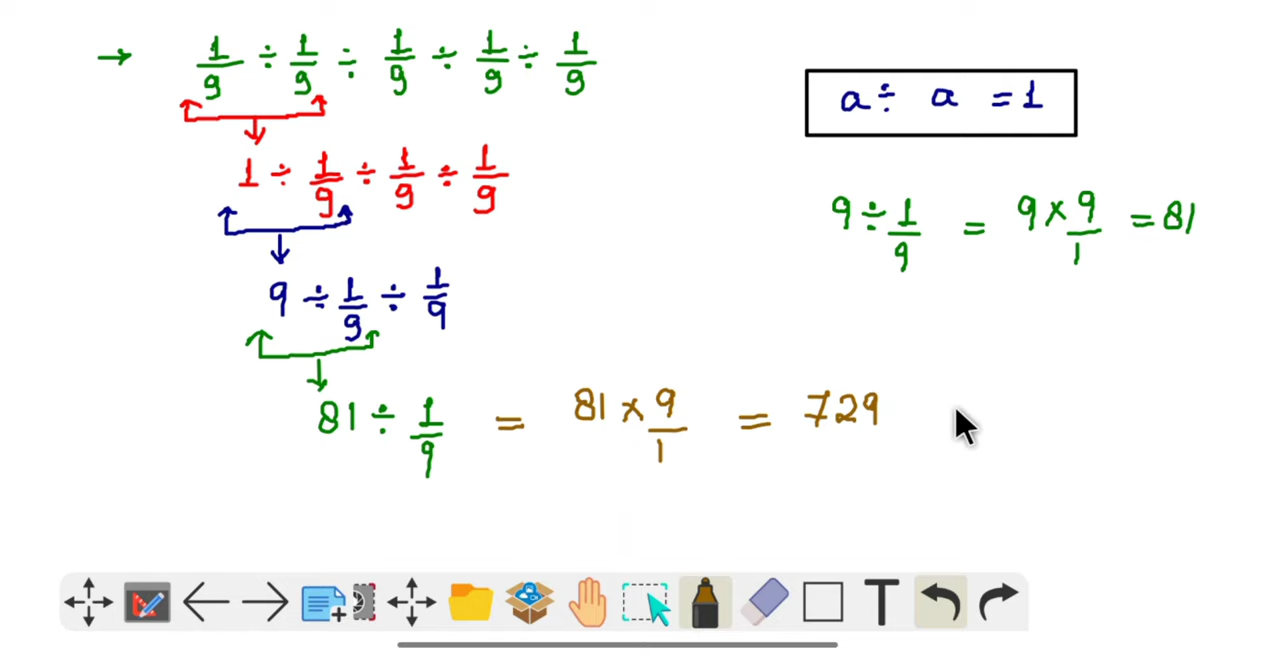 → 1/9 ÷ 1/9 ÷ 1/9 ÷ 1/9 ÷ 1/9
a ÷ a = 1
1 ÷ 1/9 ÷ 1/9 ÷ 1/9
9 ÷ 1/9 = 9 × 9/1 = 81
9 ÷ 1/9 ÷ 1/9
81 ÷ 1/9 = 81 × 9/1 = 729
T